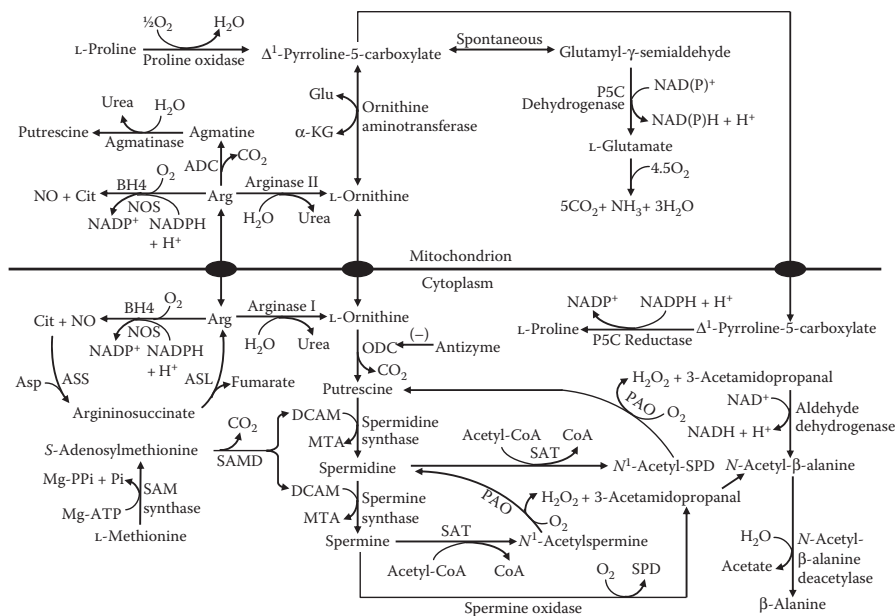 ½O₂ H₂O
L-Proline Δ¹-Pyrroline-5-carboxylate Spontaneous Glutamyl-γ-semialdehyde
Proline oxidase
Glu
α-KG
Ornithine
aminotransferase
P5C
Dehydrogenase
NAD(P)⁺
NAD(P)H + H⁺
L-Glutamate
4.5O₂
5CO₂+ NH₃+ 3H₂O
Urea H₂O
Putrescine Agmatine
Agmatinase
ADC CO₂
BH4 O₂
NO + Cit Arg Arginase II L-Ornithine
NOS
NADP⁺ NADPH
+ H⁺
H₂O Urea
Mitochondrion
Cytoplasm
BH4 O₂
Cit + NO Arg Arginase I L-Ornithine
NOS
NADP⁺ NADPH
+ H⁺
H₂O Urea
NADP⁺ NADPH + H⁺
L-Proline Δ¹-Pyrroline-5-carboxylate
P5C Reductase
ODC (–) Antizyme
CO₂
Asp ASS ASL Fumarate
Argininosuccinate
Putrescine
H₂O₂ + 3-Acetamidopropanal
PAO O₂
NAD⁺
NADH + H⁺
Aldehyde
dehydrogenase
CO₂
S-Adenosylmethionine
SAMD
DCAM
MTA
Spermidine
synthase
Acetyl-CoA CoA
SAT
Spermidine N¹-Acetyl-SPD N-Acetyl-β-alanine
Mg-PPi + Pi
Mg-ATP
SAM
synthase
L-Methionine
DCAM
MTA
Spermine
synthase
PAO
H₂O₂ + 3-Acetamidopropanal
O₂
SAT
Spermine N¹-Acetylspermine
Acetyl-CoA CoA
H₂O
Acetate
N-Acetyl-
β-alanine
deacetylase
O₂ SPD
Spermine oxidase
β-Alanine